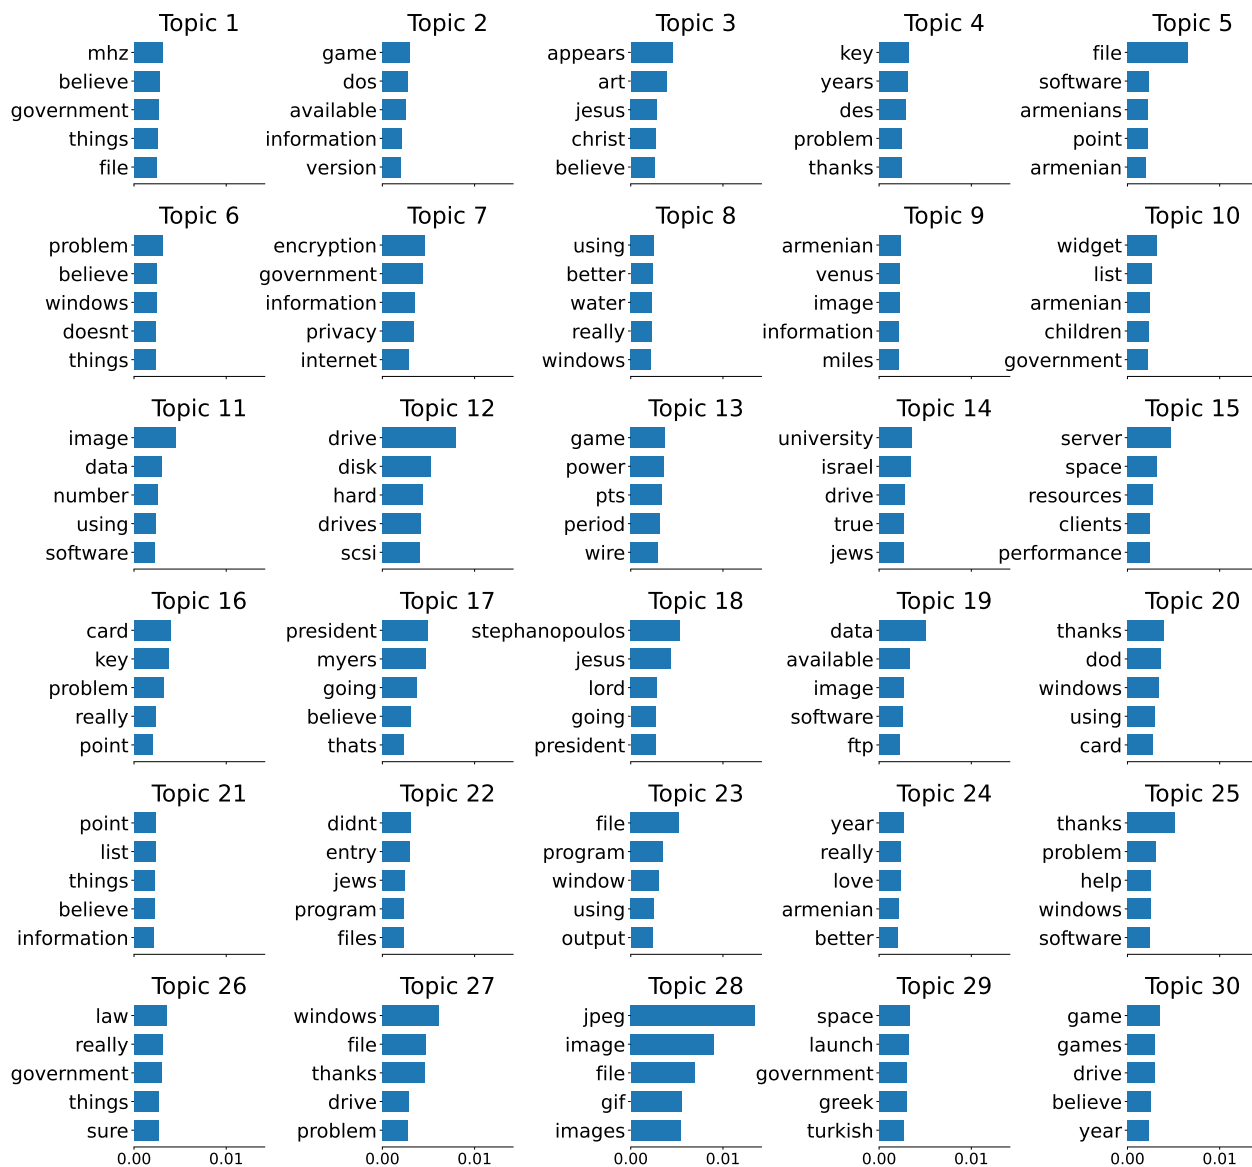 Topic 1
mhz
believe
government
things
file
Topic 2
game
dos
available
information
version
Topic 3
appears
art
jesus
christ
believe
Topic 4
key
years
des
problem
thanks
Topic 5
file
software
armenians
point
armenian
Topic 6
problem
believe
windows
doesnt
things
Topic 7
encryption
government
information
privacy
internet
Topic 8
using
better
water
really
windows
Topic 9
armenian
venus
image
information
miles
Topic 10
widget
list
armenian
children
government
Topic 11
image
data
number
using
software
Topic 12
drive
disk
hard
drives
scsi
Topic 13
game
power
pts
period
wire
Topic 14
university
israel
drive
true
jews
Topic 15
server
space
resources
clients
performance
Topic 16
card
key
problem
really
point
Topic 17
president
myers
going
believe
thats
Topic 18
stephanopoulos
jesus
lord
going
president
Topic 19
data
available
image
software
ftp
Topic 20
thanks
dod
windows
using
card
Topic 21
point
list
things
believe
information
Topic 22
didnt
entry
jews
program
files
Topic 23
file
program
window
using
output
Topic 24
year
really
love
armenian
better
Topic 25
thanks
problem
help
windows
software
Topic 26
law
really
government
things
sure
0.00 0.01
Topic 27
windows
file
thanks
drive
problem
0.00 0.01
Topic 28
jpeg
image
file
gif
images
0.00 0.01
Topic 29
space
launch
government
greek
turkish
0.00 0.01
Topic 30
game
games
drive
believe
year
0.00 0.01